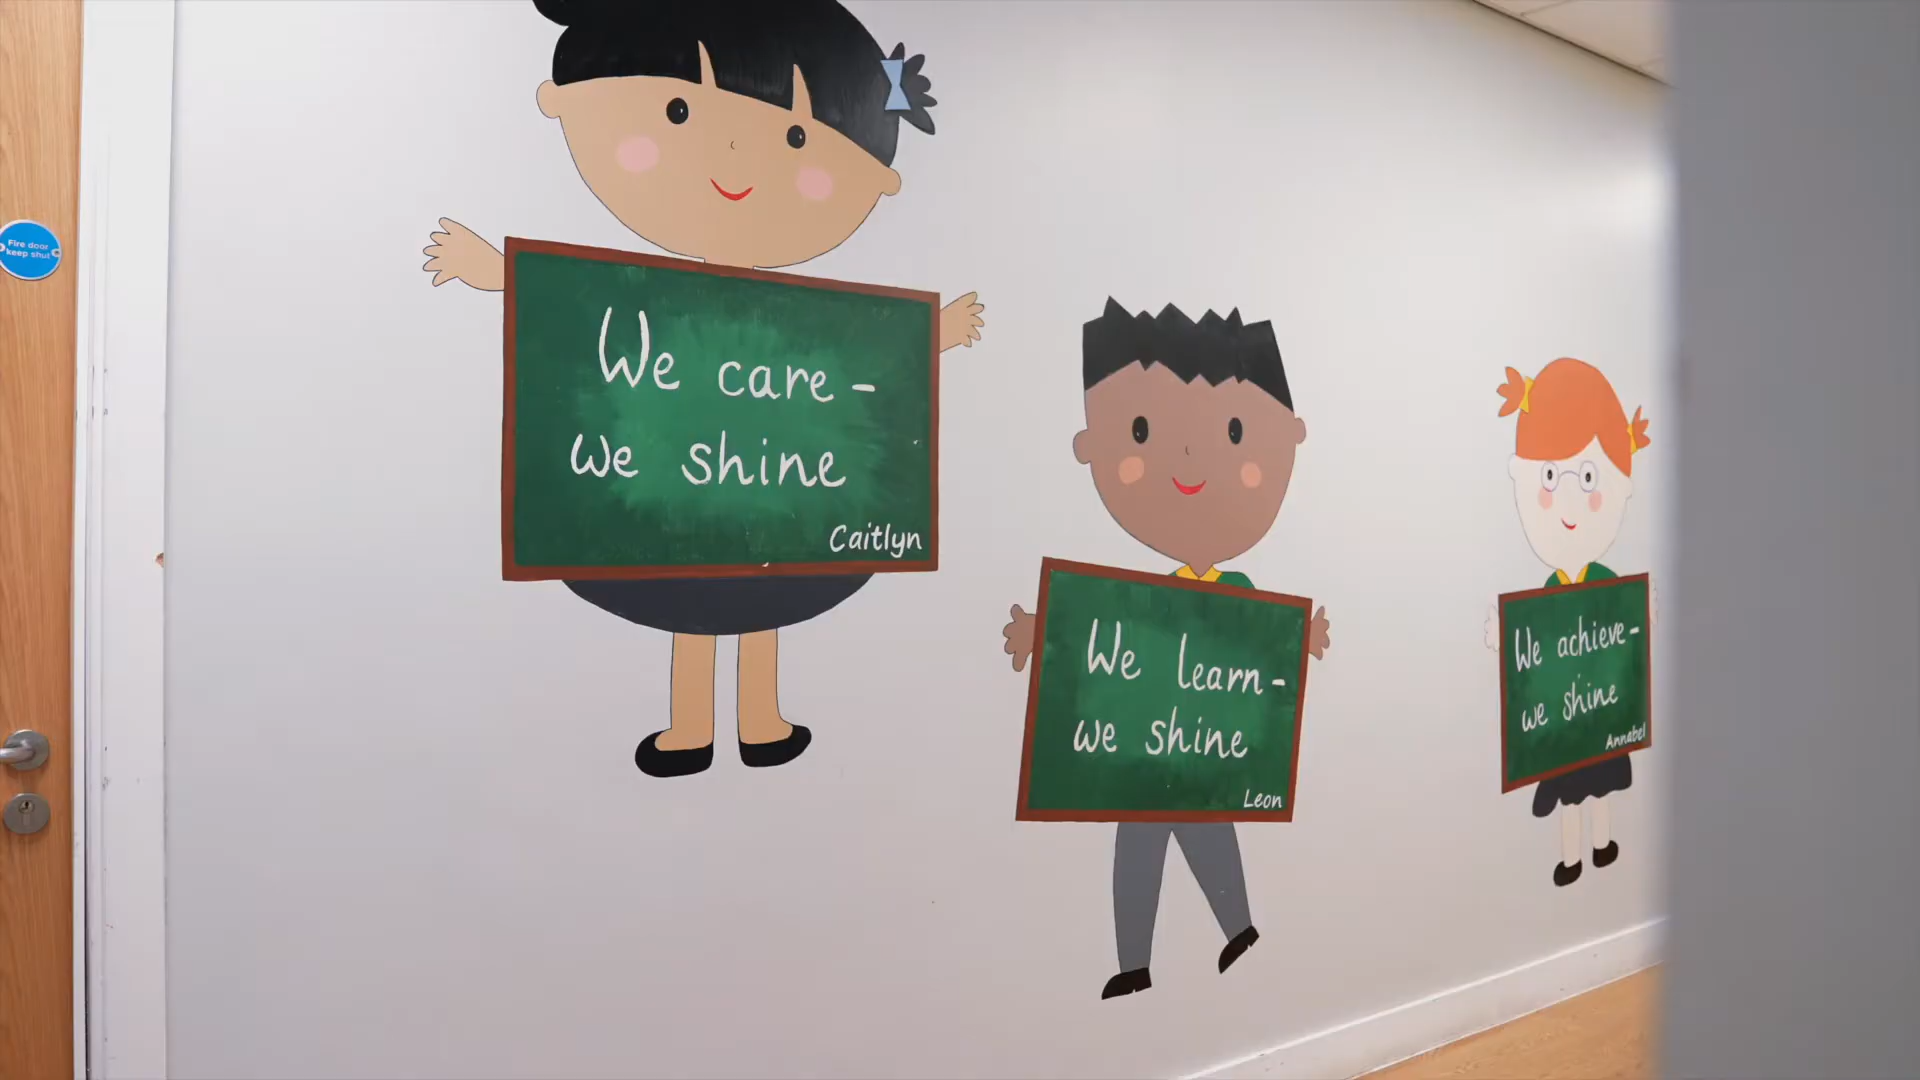 Fire door
keep shut
We care -
we shine
Caitlyn
We learn -
we shine
Leon
We achieve -
we shine
Annabel